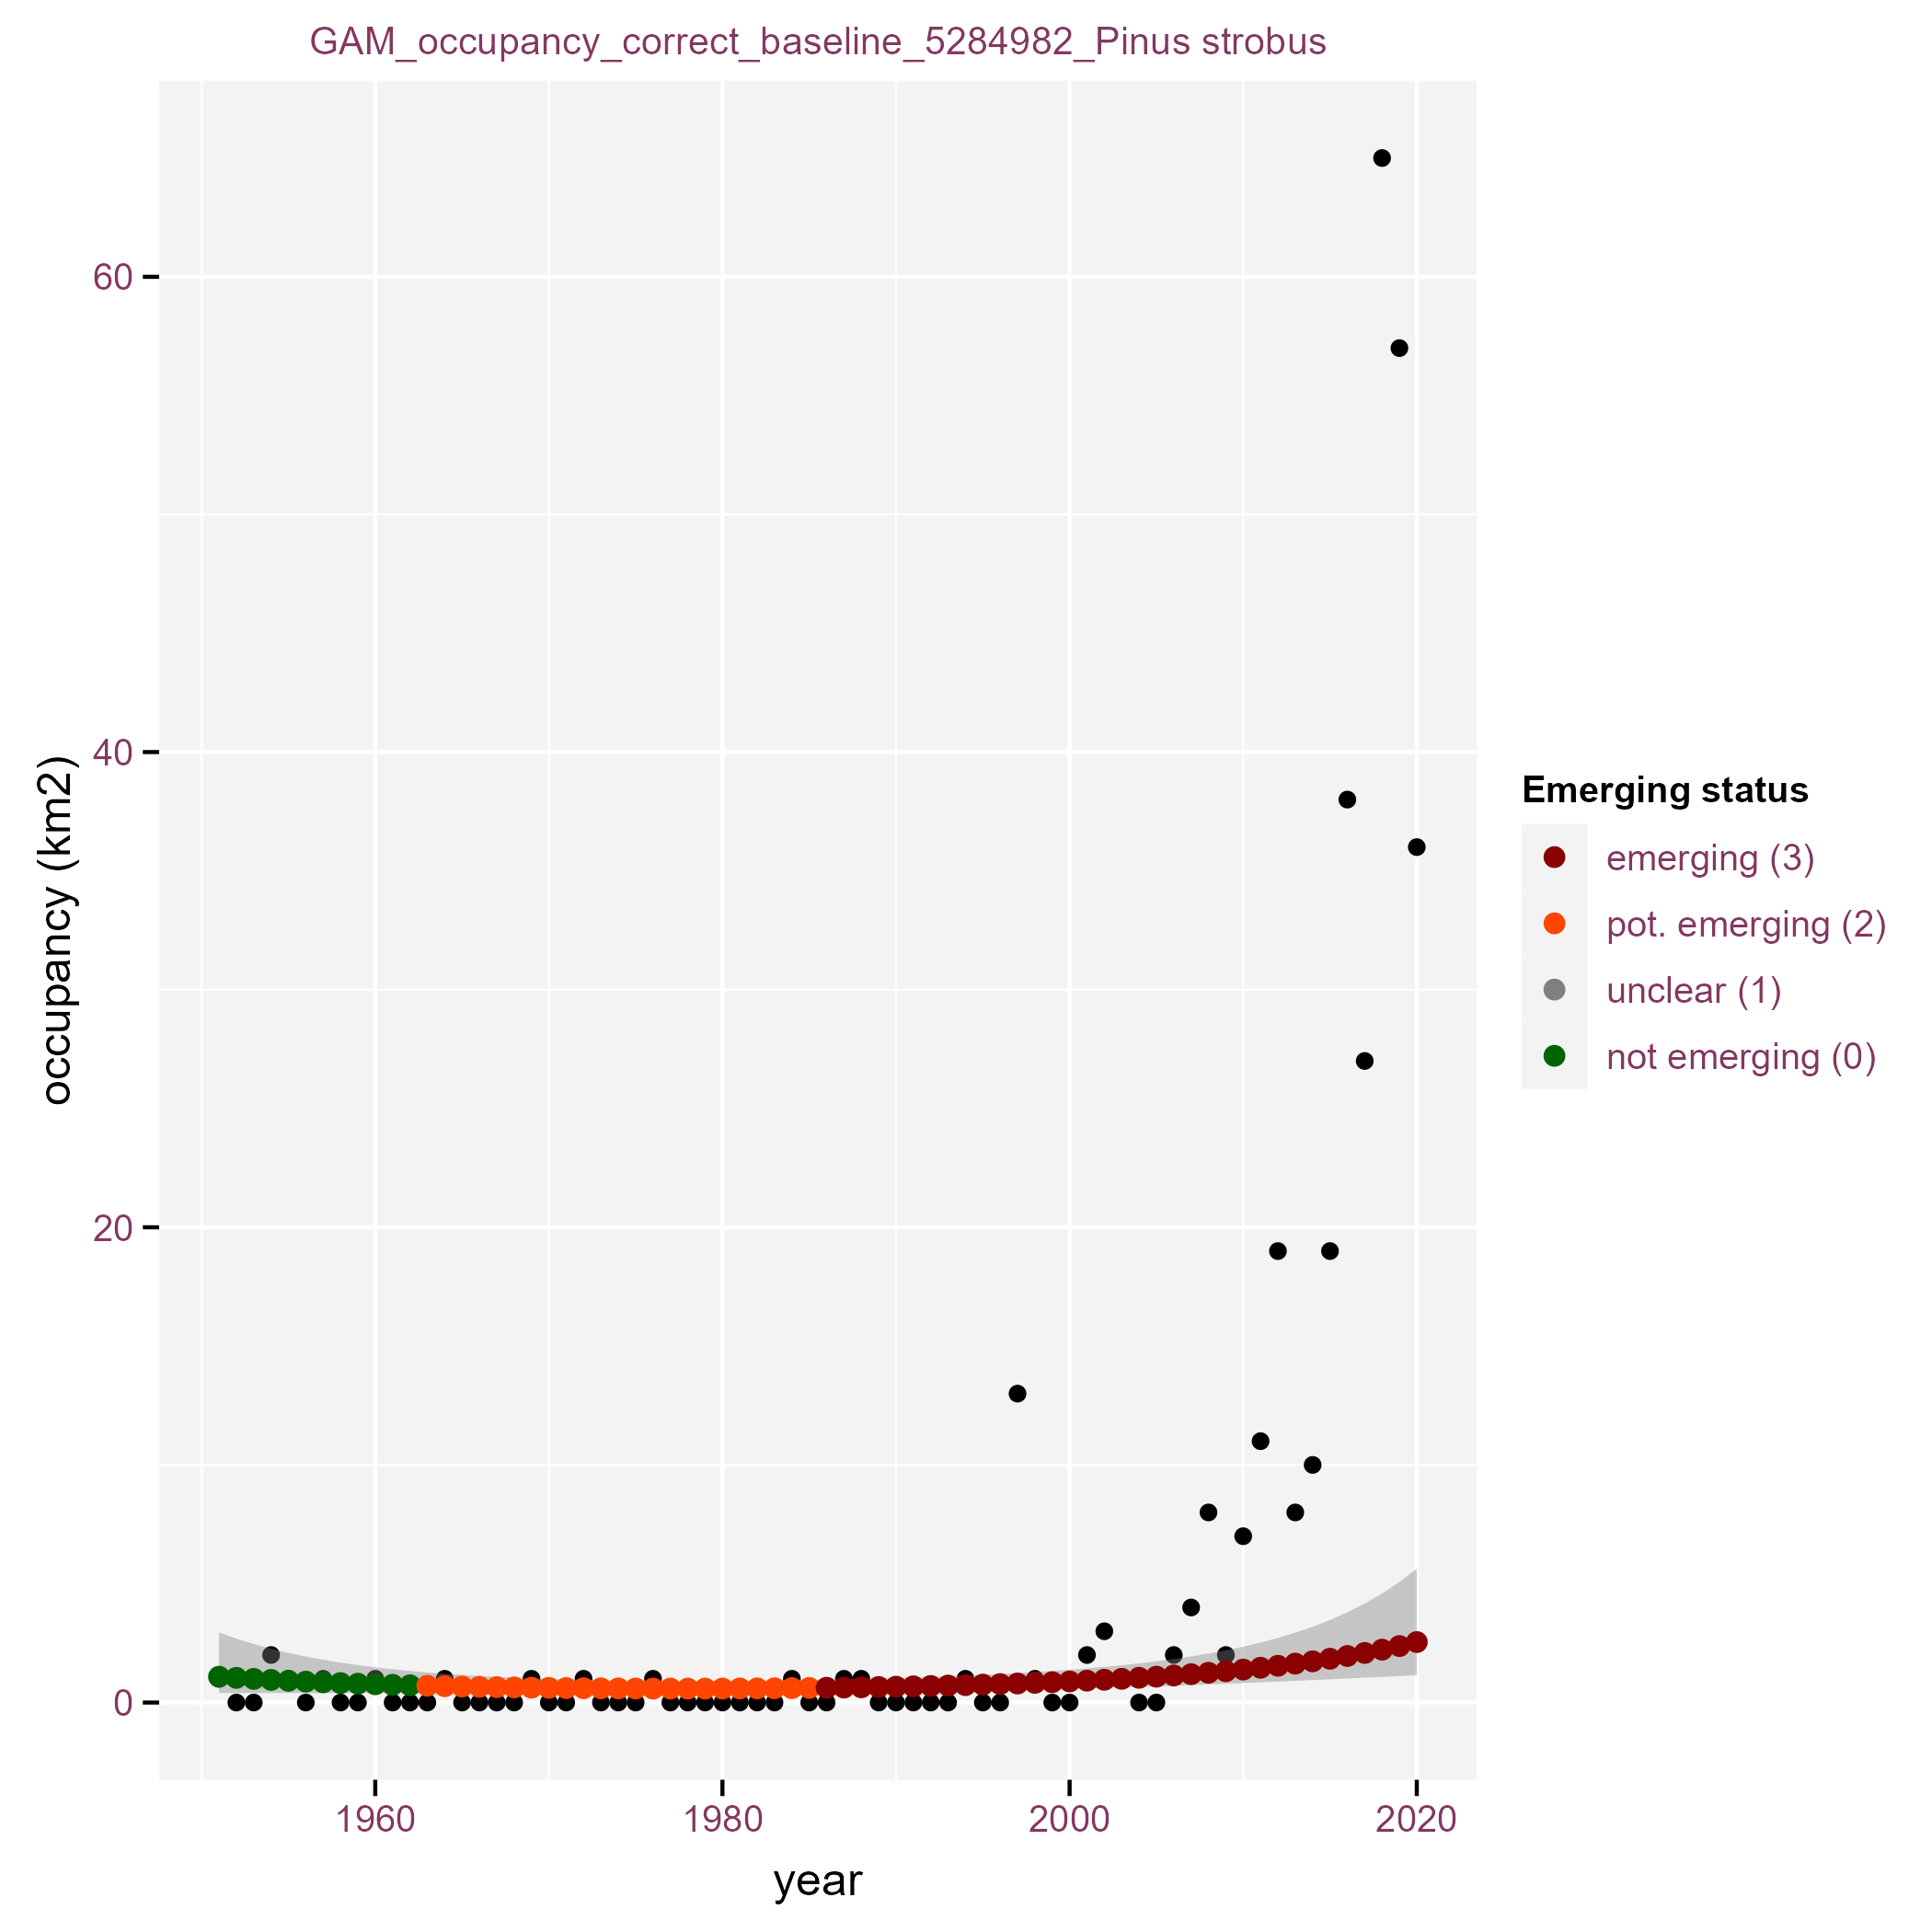 GAM_occupancy_correct_baseline_5284982_Pinus strobus
60
40
20
0
occupancy (km2)
1960
1980
2000
2020
year
Emerging status
emerging (3)
pot. emerging (2)
unclear (1)
not emerging (0)